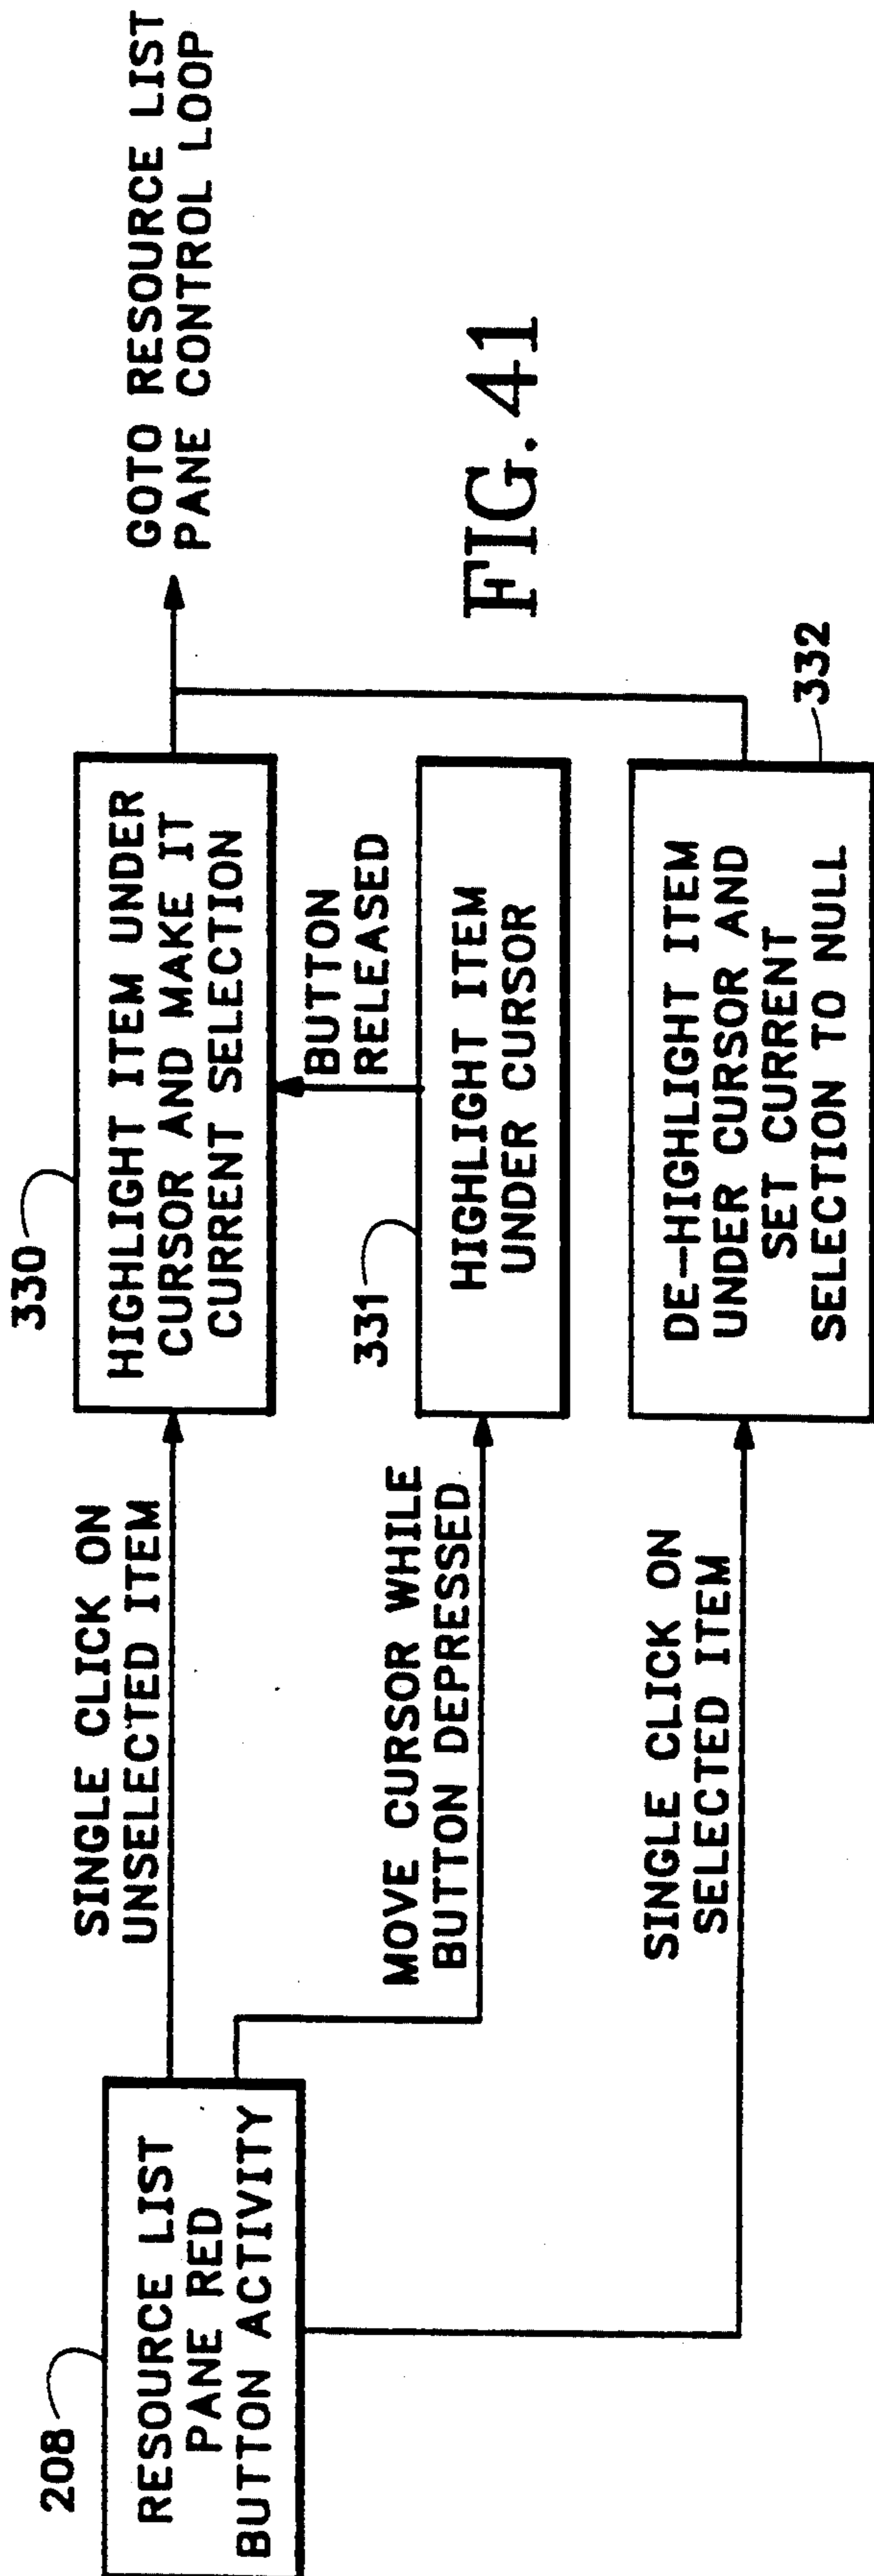 208
RESOURCE LIST
PANE RED
BUTTON ACTIVITY
SINGLE CLICK ON
UNSELECTED ITEM
MOVE CURSOR WHILE
BUTTON DEPRESSED
SINGLE CLICK ON
SELECTED ITEM
330
HIGHLIGHT ITEM UNDER
CURSOR AND MAKE IT
CURRENT SELECTION
BUTTON
RELEASED
331
HIGHLIGHT ITEM
UNDER CURSOR
DE-HIGHLIGHT ITEM
UNDER CURSOR AND
SET CURRENT
SELECTION TO NULL
332
GOTO RESOURCE LIST
PANE CONTROL LOOP
FIG. 41